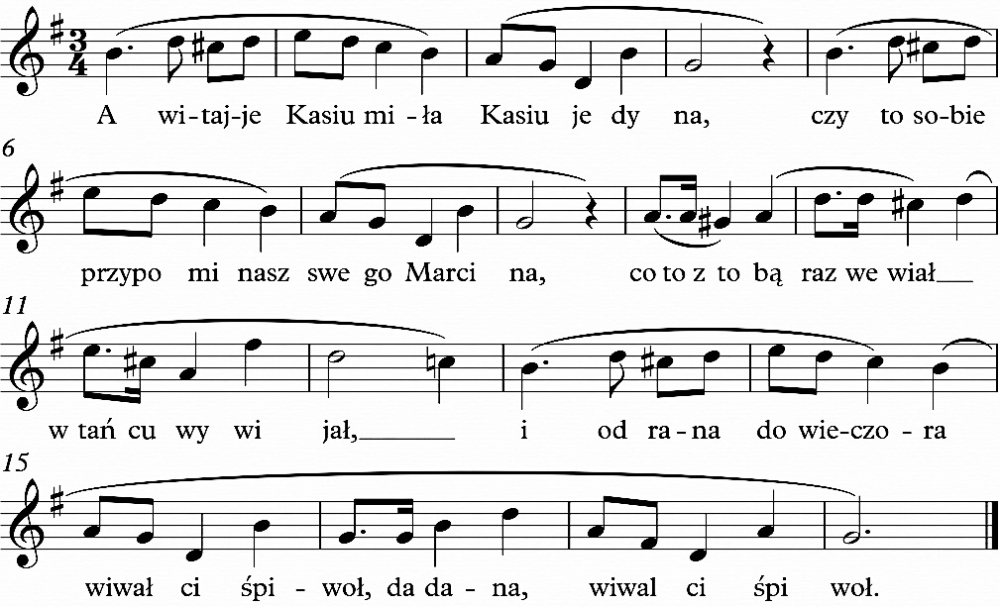 3
4
A wi-taj-je Kasiu mi-ła Kasiu je dy na, czy to so-bie
6
przypo mi nasz swe go Marci na, co to z to bą raz we wiał__
11
w tań cu wy wi jał,________ i od ra-na do wie-czo-ra
15
wiwał ci śpi-woł, da da-na, wiwal ci śpi woł.